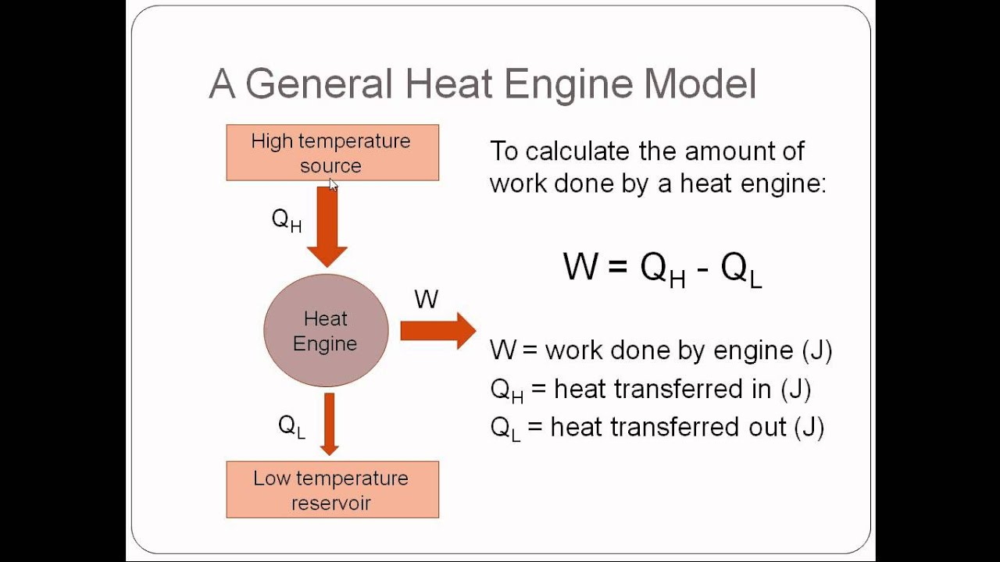 A General Heat Engine Model
High temperature
source
Q_H
Heat
Engine
W
Q_L
Low temperature
reservoir
To calculate the amount of
work done by a heat engine:
W = Q_H - Q_L
W = work done by engine (J)
Q_H = heat transferred in (J)
Q_L = heat transferred out (J)